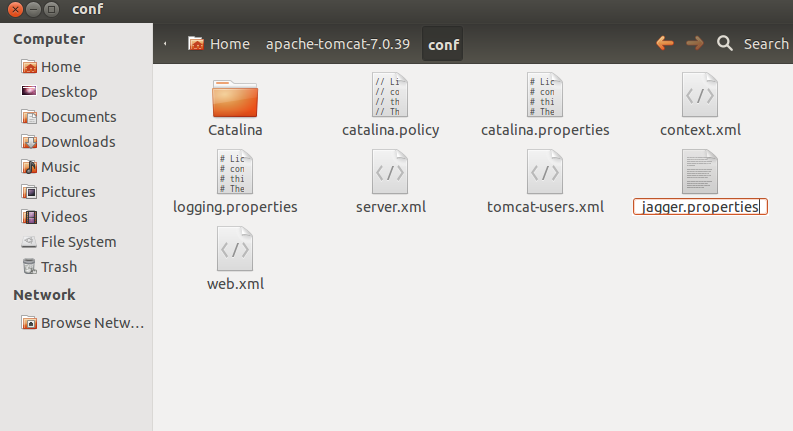 conf
Computer
Home
Desktop
Documents
Downloads
Music
Pictures
Videos
File System
Trash
Network
Browse Netw...
Home apache-tomcat-7.0.39 conf Search
// Li
// co
// th
// Th
# Lic
# con
# thi
# The
</>
Catalina catalina.policy catalina.properties context.xml
# Lic
# con
# thi
# The
</> </>
logging.properties server.xml tomcat-users.xml jagger.properties
</>
web.xml